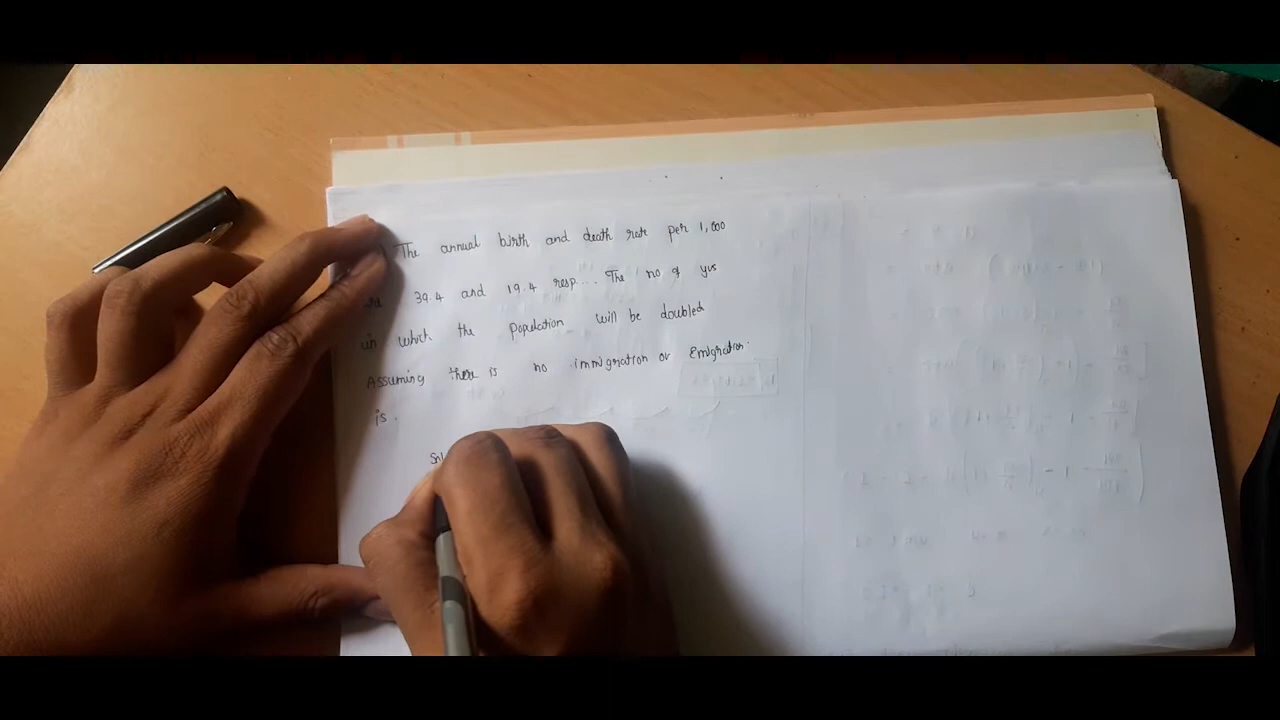 The annual birth and death rate per 1,000
39.4 and 19.4 resp.... The no of yrs
in which the population will be doubled
Assuming there is no immigration or Emigration.
is.
Sol